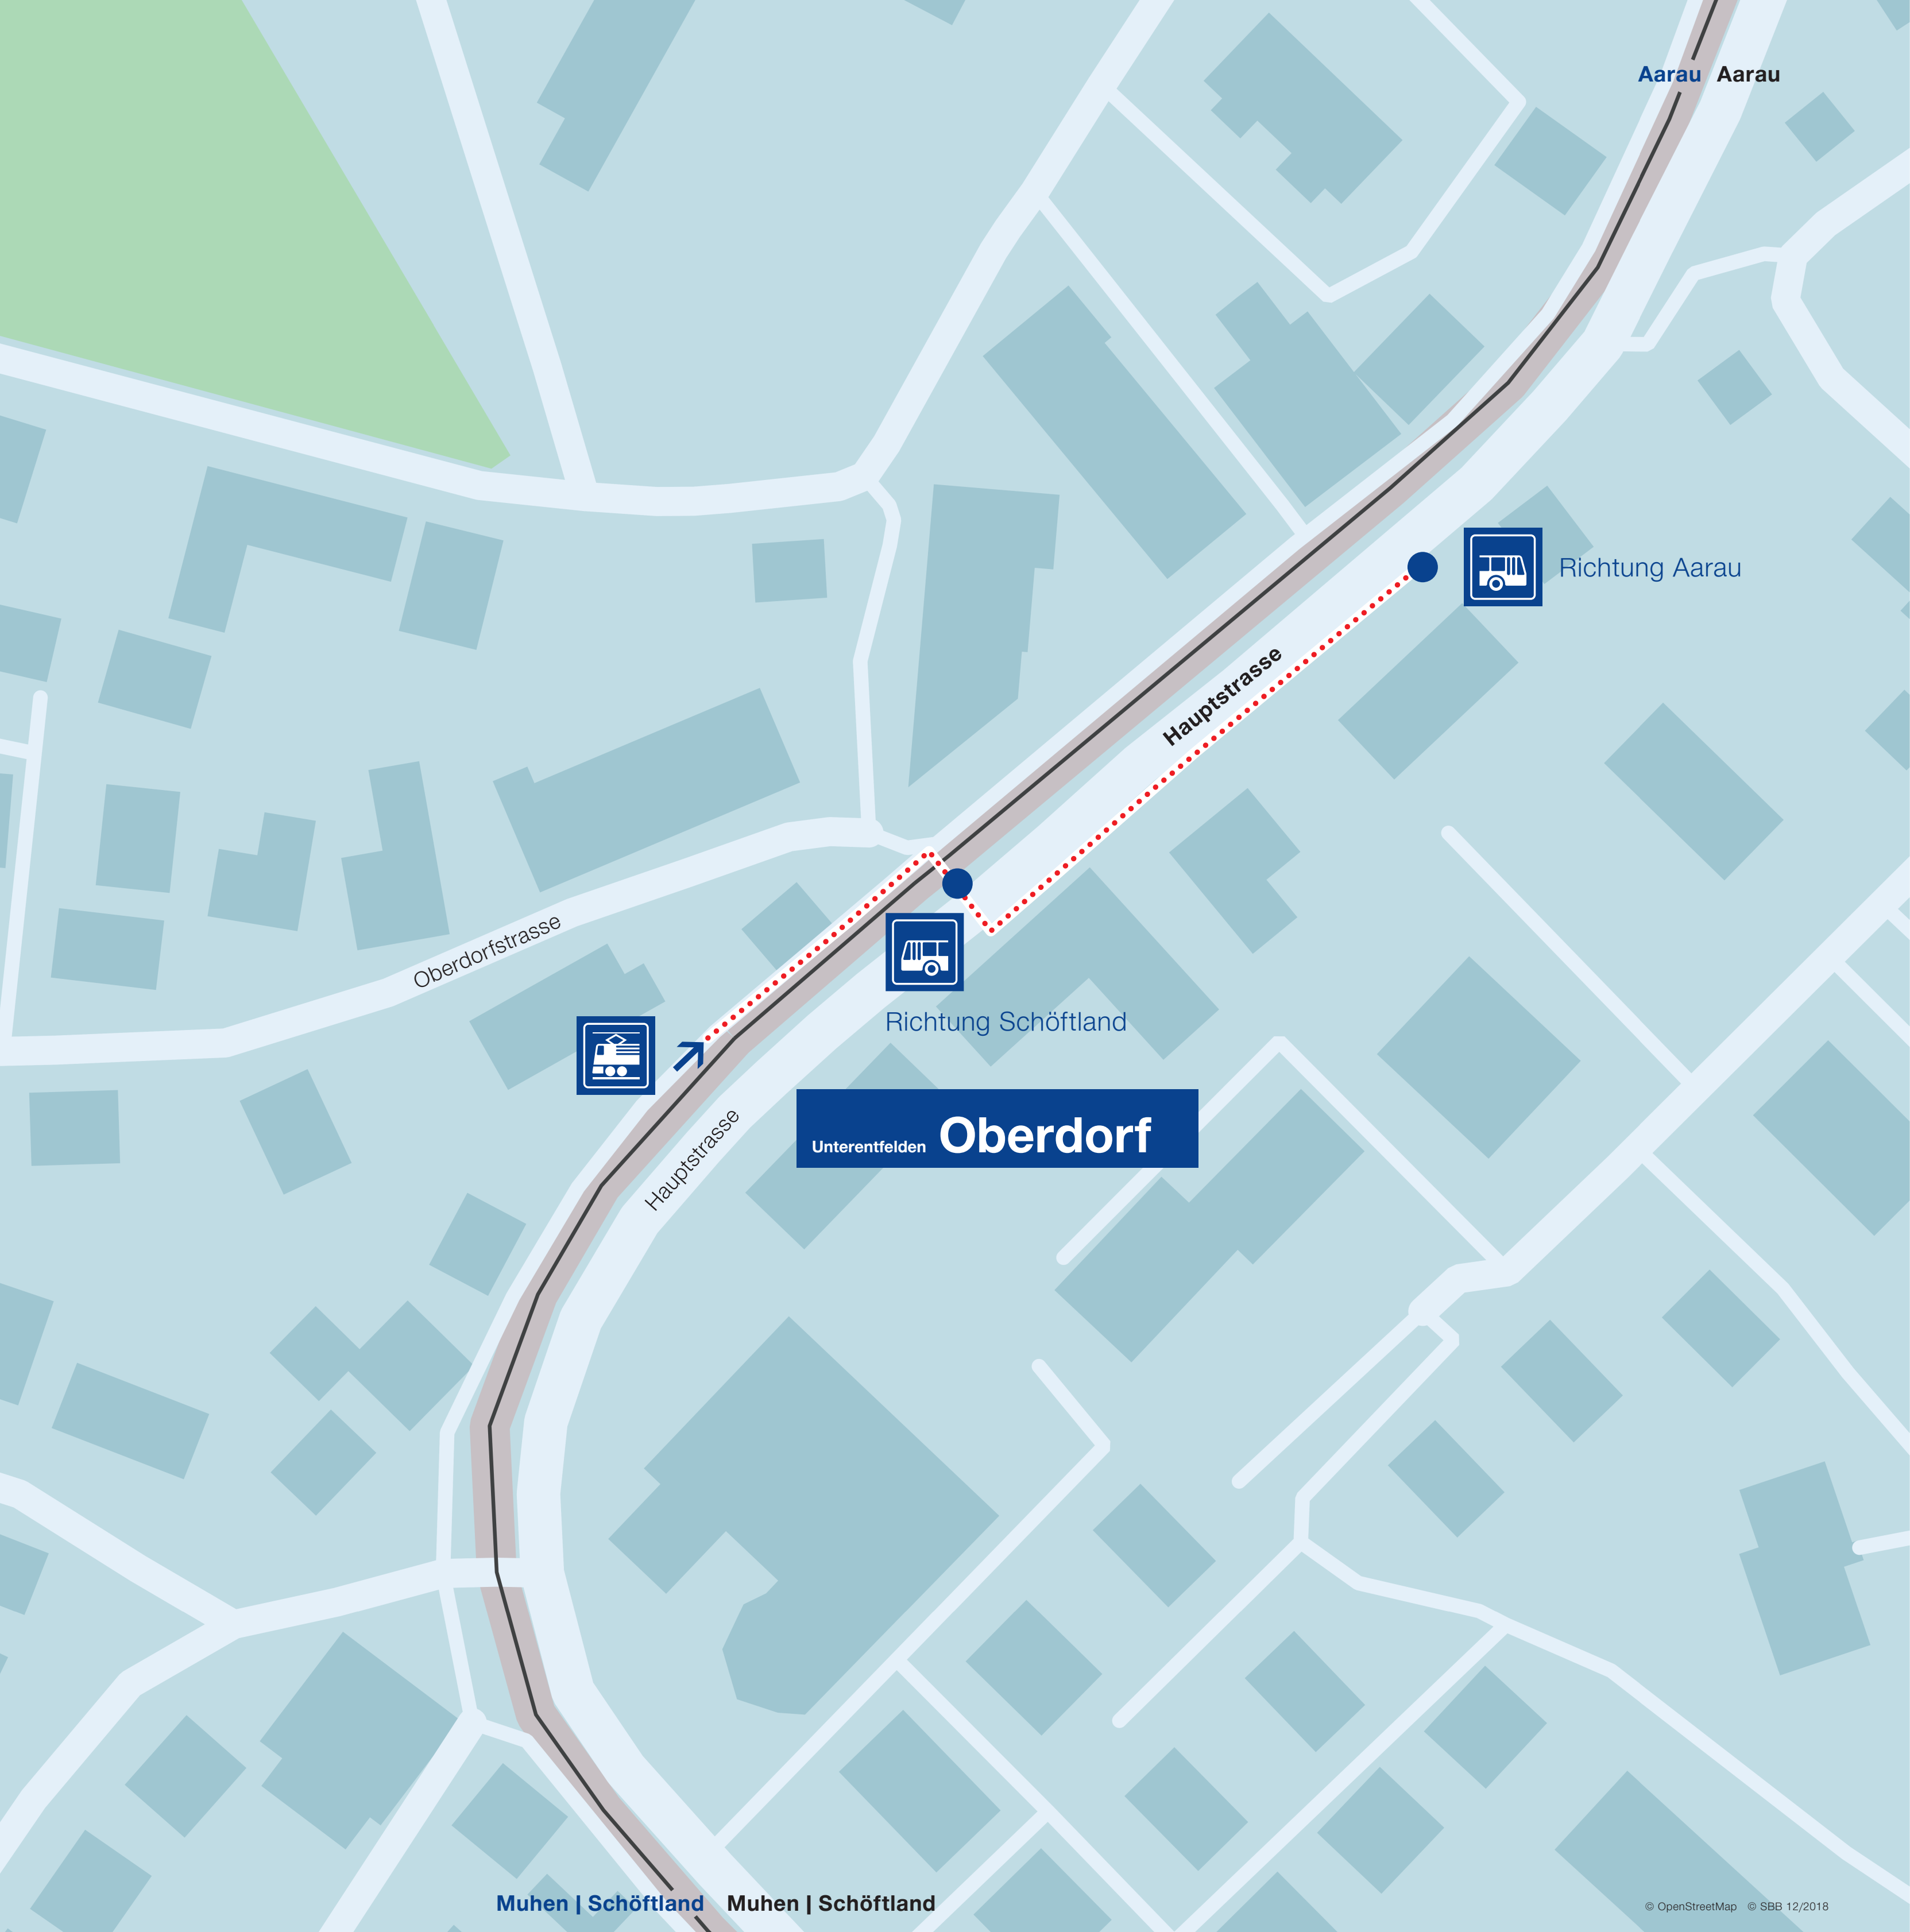 Aarau Aarau
Richtung Aarau
Hauptstrasse
Oberdorfstrasse
Richtung Schöftland
Hauptstrasse
Unterentfelden Oberdorf
Muhen | Schöftland Muhen | Schöftland
© OpenStreetMap © SBB 12/2018